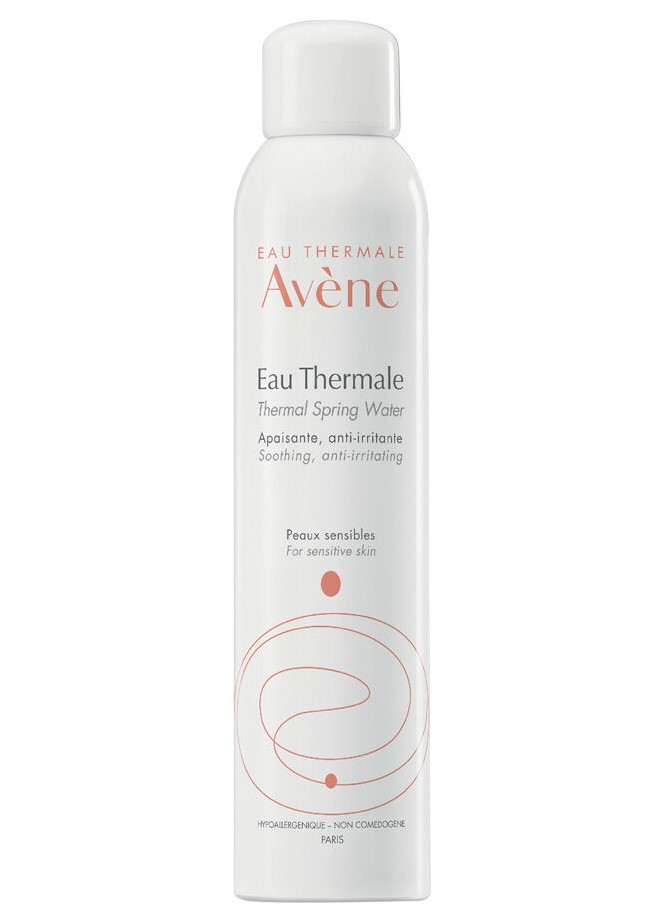 EAU THERMALE
Avène
Eau Thermale
Thermal Spring Water
Apaisante, anti-irritante
Soothing, anti-irritating
Peaux sensibles
For sensitive skin
HYPOALLERGENIQUE – NON COMEDOGENE
PARIS